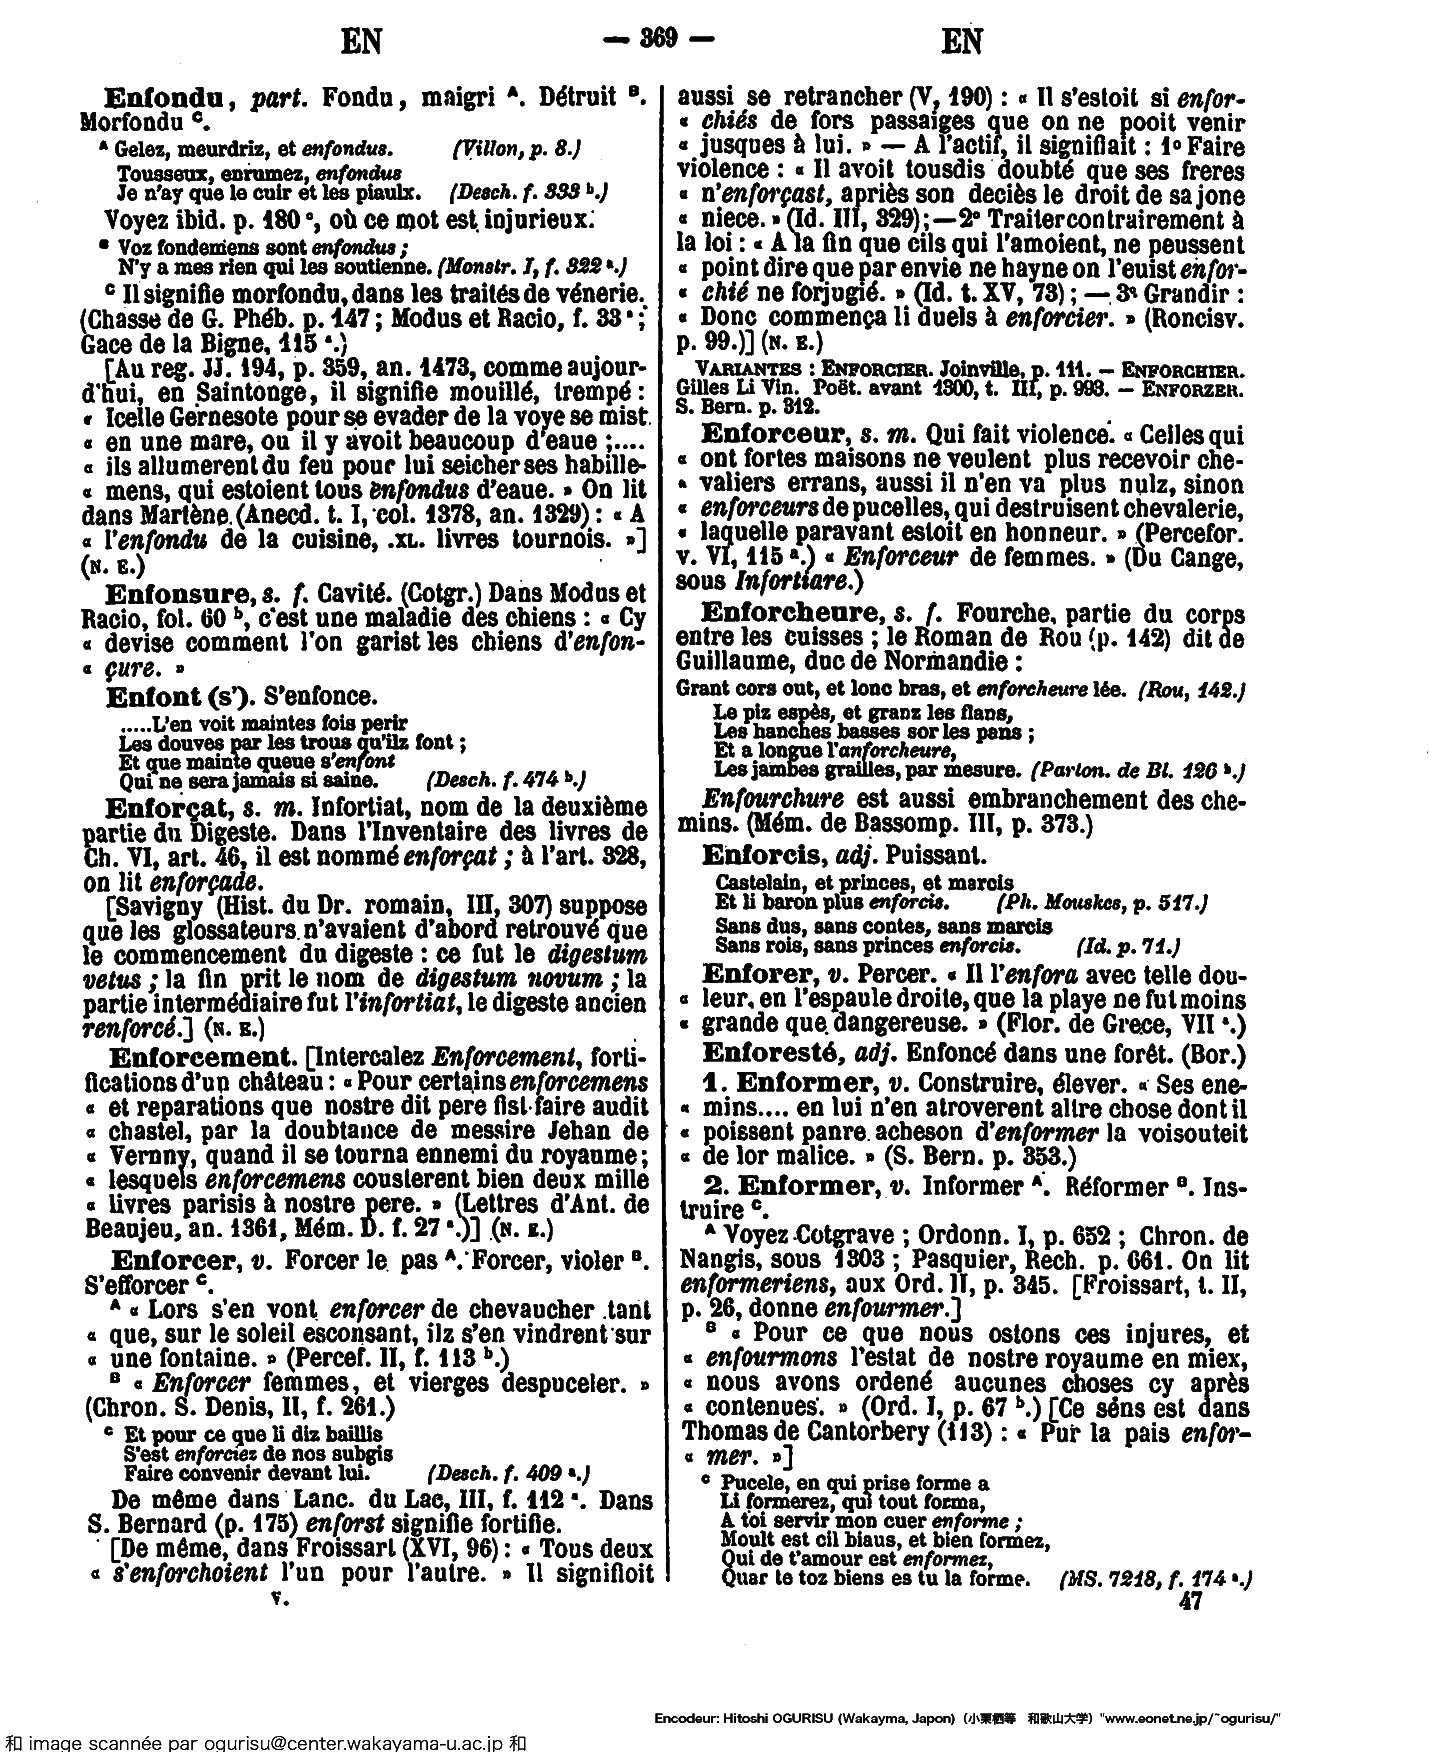 EN — 369 — EN
Enfondu, part. Fondu, maigri A. Détruit B.
Morfondu C.
A Gelez, meurdriz, et enfondus. (Villon, p. 8.)
Tousseux, enrumez, enfondus
Je n'ay que le cuir et les piaulx. (Desch. f. 333 b.)
Voyez ibid. p. 180 a, où ce mot est injurieux.
B Voz fondemens sont enfondus ;
N'y a mes rien qui les soutienne. (Monstr. I, f. 322 a.)
C Il signifie morfondu, dans les traités de vénerie.
(Chasse de G. Phéb. p. 147 ; Modus et Racio, f. 33 a ;
Gace de la Bigne, 115 a.)
[Au reg. JJ. 194, p. 359, an. 1473, comme aujour-
d'hui, en Saintonge, il signifie mouillé, trempé :
« Icelle Gernesote pour se evader de la voye se mist
« en une mare, ou il y avoit beaucoup d'eaue ;....
« ils allumerent du feu pour lui seicher ses habille-
« mens, qui estoient tous enfondus d'eaue. » On lit
dans Martène (Anecd. t. I, col. 1378, an. 1329) : « A
« l'enfondu de la cuisine, .XL. livres tournois. »]
(N. E.)
Enfonsure, s. f. Cavité. (Cotgr.) Dans Modus et
Racio, fol. 60 b, c'est une maladie des chiens : « Cy
« devise comment l'on garist les chiens d'enfon-
« çure. »
Enfont (s'). S'enfonce.
.....L'en voit maintes fois perir
Les douves par les trous qu'ilz font ;
Et que mainte queue s'enfont
Qui ne sera jamais si saine. (Desch. f. 474 b.)
Enforçat, s. m. Infortiat, nom de la deuxième
partie du Digeste. Dans l'Inventaire des livres de
Ch. VI, art. 46, il est nommé enforçat ; à l'art. 328,
on lit enforçade.
[Savigny (Hist. du Dr. romain, III, 307) suppose
que les glossateurs n'avaient d'abord retrouvé que
le commencement du digeste : ce fut le digestum
vetus ; la fin prit le nom de digestum novum ; la
partie intermédiaire fut l'infortiat, le digeste ancien
renforcé.] (N. E.)
Enforcement. [Intercalez Enforcement, forti-
fications d'un château : « Pour certains enforcemens
« et reparations que nostre dit pere fist faire audit
« chastel, par la doubtance de messire Jehan de
« Vernny, quand il se tourna ennemi du royaume ;
« lesquels enforcemens cousterent bien deux mille
« livres parisis à nostre pere. » (Lettres d'Ant. de
Beaujeu, an. 1361, Mém. D. f. 27 a.)] (N. E.)
Enforcer, v. Forcer le pas A. Forcer, violer B.
S'efforcer C.
A « Lors s'en vont enforcer de chevaucher tant
« que, sur le soleil esconsant, ilz s'en vindrent sur
« une fontaine. » (Percef. II, f. 113 b.)
B « Enforcer femmes, et vierges despuceler. »
(Chron. S. Denis, II, f. 261.)
C Et pour ce que li diz baillis
S'est enforciez de nos subgis
Faire convenir devant lui. (Desch. f. 409 a.)
De même dans Lanc. du Lac, III, f. 112 a. Dans
S. Bernard (p. 175) enforst signifie fortifie.
[De même, dans Froissart (XVI, 96) : « Tous deux
« s'enforchoient l'un pour l'autre. » Il signifioit
V.
aussi se retrancher (V, 190) : « Il s'estoit si enfor-
« chiés de fors passaiges que on ne pooit venir
« jusques à lui. » — A l'actif, il signifiait : 1º Faire
violence : « Il avoit tousdis doubté que ses freres
« n'enforçast, apriès son deciès le droit de sa jone
« niece. » (Id. III, 329) ; — 2º Traiter contrairement à
la loi : « A la fin que cils qui l'amoient, ne peussent
« point dire que par envie ne hayne on l'euist enfor-
« chié ne forjugié. » (Id. t. XV, 73) ; — 3º Grandir :
« Donc commença li duels à enforcier. » (Roncisv.
p. 99.)] (N. E.)
VARIANTES : ENFORCIER. Joinville, p. 111. — ENFORCHIER.
Gilles Li Vin. Poët. avant 1300, t. III, p. 993. — ENFORZER.
S. Bern. p. 312.
Enforceur, s. m. Qui fait violence. « Celles qui
« ont fortes maisons ne veulent plus recevoir che-
« valiers errans, aussi il n'en va plus nulz, sinon
« enforceurs de pucelles, qui destruisent chevalerie,
« laquelle paravant estoit en honneur. » (Percefor.
v. VI, 115 a.) « Enforceur de femmes. » (Du Cange,
sous Infortiare.)
Enforcheure, s. f. Fourche, partie du corps
entre les cuisses ; le Roman de Rou (p. 142) dit de
Guillaume, duc de Normandie :
Grant cors out, et lonc bras, et enforcheure lée. (Rou, 142.)
Le piz espès, et granz les flans,
Les hanches basses sor les pans ;
Et a longue l'anforcheure,
Les jambes grailles, par mesure. (Parton. de Bl. 126 b.)
Enfourchure est aussi embranchement des che-
mins. (Mém. de Bassomp. III, p. 373.)
Enforcis, adj. Puissant.
Castelain, et princes, et marcis
Et li baron plus enforcis. (Ph. Mouskes, p. 517.)
Sans dus, sans contes, sans marcis
Sans rois, sans princes enforcis. (Id. p. 71.)
Enforer, v. Percer. « Il l'enfora avec telle dou-
« leur, en l'espaule droite, que la playe ne fut moins
« grande que dangereuse. » (Flor. de Grece, VII a.)
Enforesté, adj. Enfoncé dans une forêt. (Bor.)
1. Enformer, v. Construire, élever. « Ses ene-
« mins.... en lui n'en atroverent altre chose dont il
« poissent panre acheson d'enformer la voisouteit
« de lor malice. » (S. Bern. p. 353.)
2. Enformer, v. Informer A. Réformer B. Ins-
truire C.
A Voyez Cotgrave ; Ordonn. I, p. 652 ; Chron. de
Nangis, sous 1303 ; Pasquier, Rech. p. 661. On lit
enformeriens, aux Ord. II, p. 345. [Froissart, t. II,
p. 26, donne enfourmer.]
B « Pour ce que nous ostons ces injures, et
« enfourmons l'estat de nostre royaume en miex,
« nous avons ordené aucunes choses cy après
« contenues. » (Ord. I, p. 67 b.) [Ce séns est dans
Thomas de Cantorbery (113) : « Pur la pais enfor-
« mer. »]
C Pucele, en qui prise forme a
Li formerez, qui tout forma,
A toi servir mon cuer enforme ;
Moult est cil biaus, et bien formez,
Qui de t'amour est enformez,
Quar te toz biens es tu la forme. (MS. 7218, f. 174 a.)
47
Encodeur: Hitoshi OGURISU (Wakayma, Japon) (小栗栖等 和歌山大学) "www.eonet.ne.jp/~ogurisu/"
和 image scannée par ogurisu@center.wakayama-u.ac.jp 和